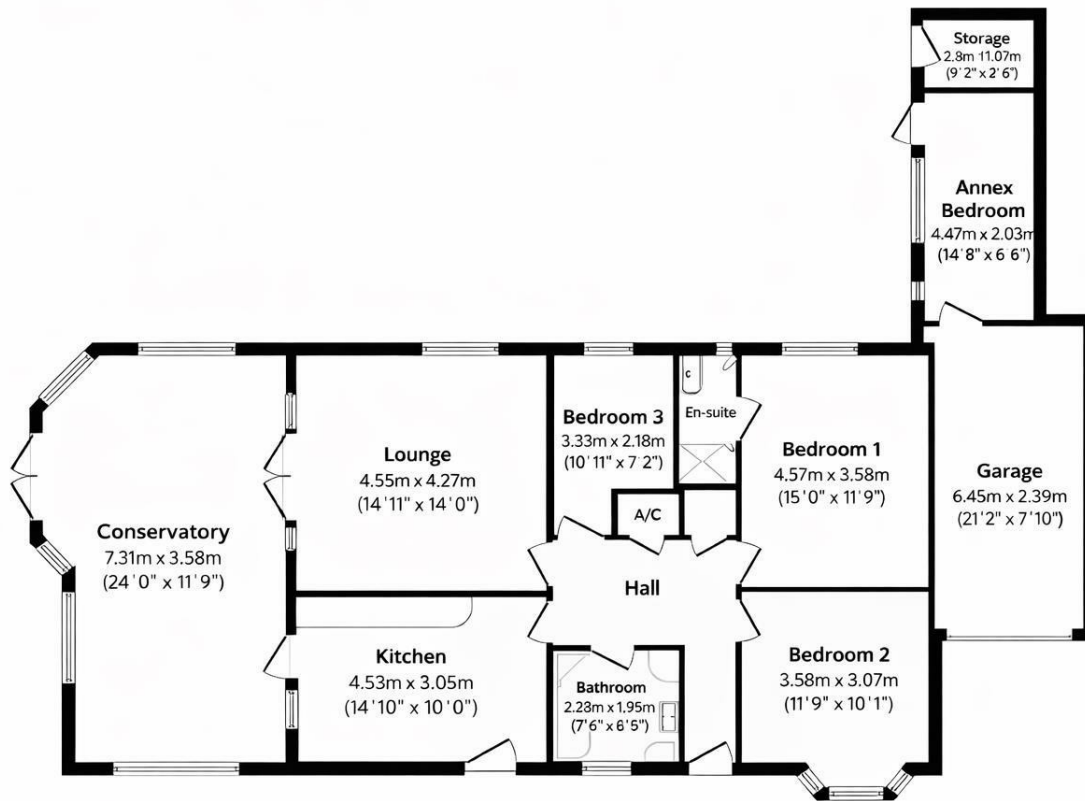 Storage
2.8m 11.07m
(9'2" x 2'6")
Annex
Bedroom
4.47m x 2.03m
(14'8" x 6'6")
Conservatory
7.31m x 3.58m
(24'0" x 11'9")
Lounge
4.55m x 4.27m
(14'11" x 14'0")
Bedroom 3
3.33m x 2.18m
(10'11" x 7'2")
C
En-suite
A/C
Bedroom 1
4.57m x 3.58m
(15'0" x 11'9")
Garage
6.45m x 2.39m
(21'2" x 7'10")
Hall
Kitchen
4.53m x 3.05m
(14'10" x 10'0")
Bathroom
2.28m x 1.95m
(7'6" x 6'5")
Bedroom 2
3.58m x 3.07m
(11'9" x 10'1")